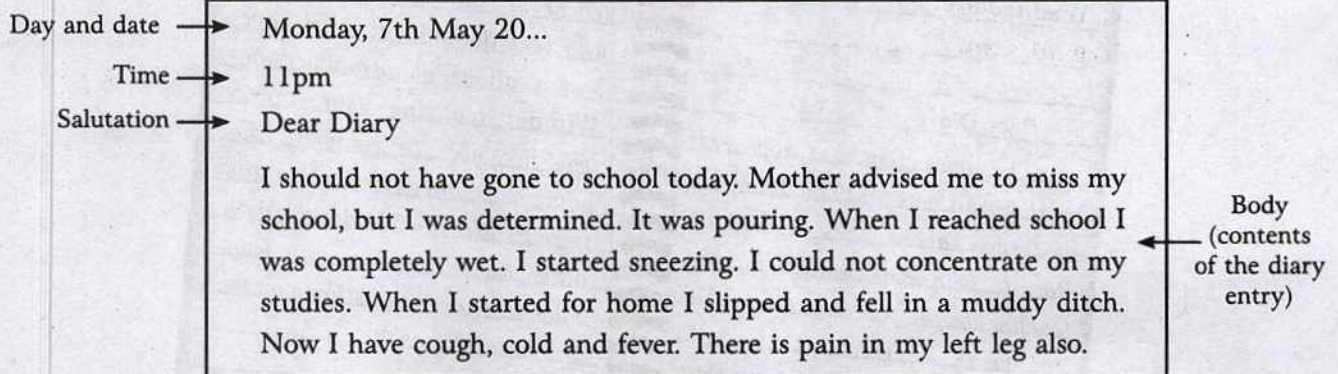 Day and date
Monday, 7th May 20...
Time
11pm
Salutation
Dear Diary
I should not have gone to school today. Mother advised me to miss my
school, but I was determined. It was pouring. When I reached school I
was completely wet. I started sneezing. I could not concentrate on my
studies. When I started for home I slipped and fell in a muddy ditch.
Now I have cough, cold and fever. There is pain in my left leg also.
Body
(contents
of the diary
entry)